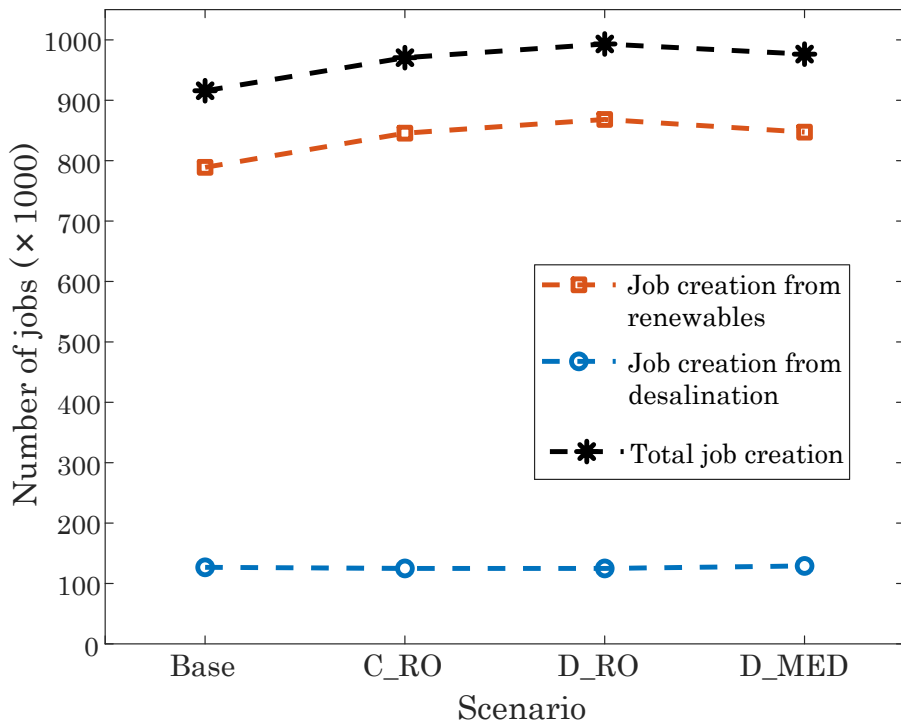 Number of jobs (× 1000)
1000
900
800
700
600
500
400
300
200
100
0
Job creation from
renewables
Job creation from
desalination
Total job creation
Base C_RO D_RO D_MED
Scenario